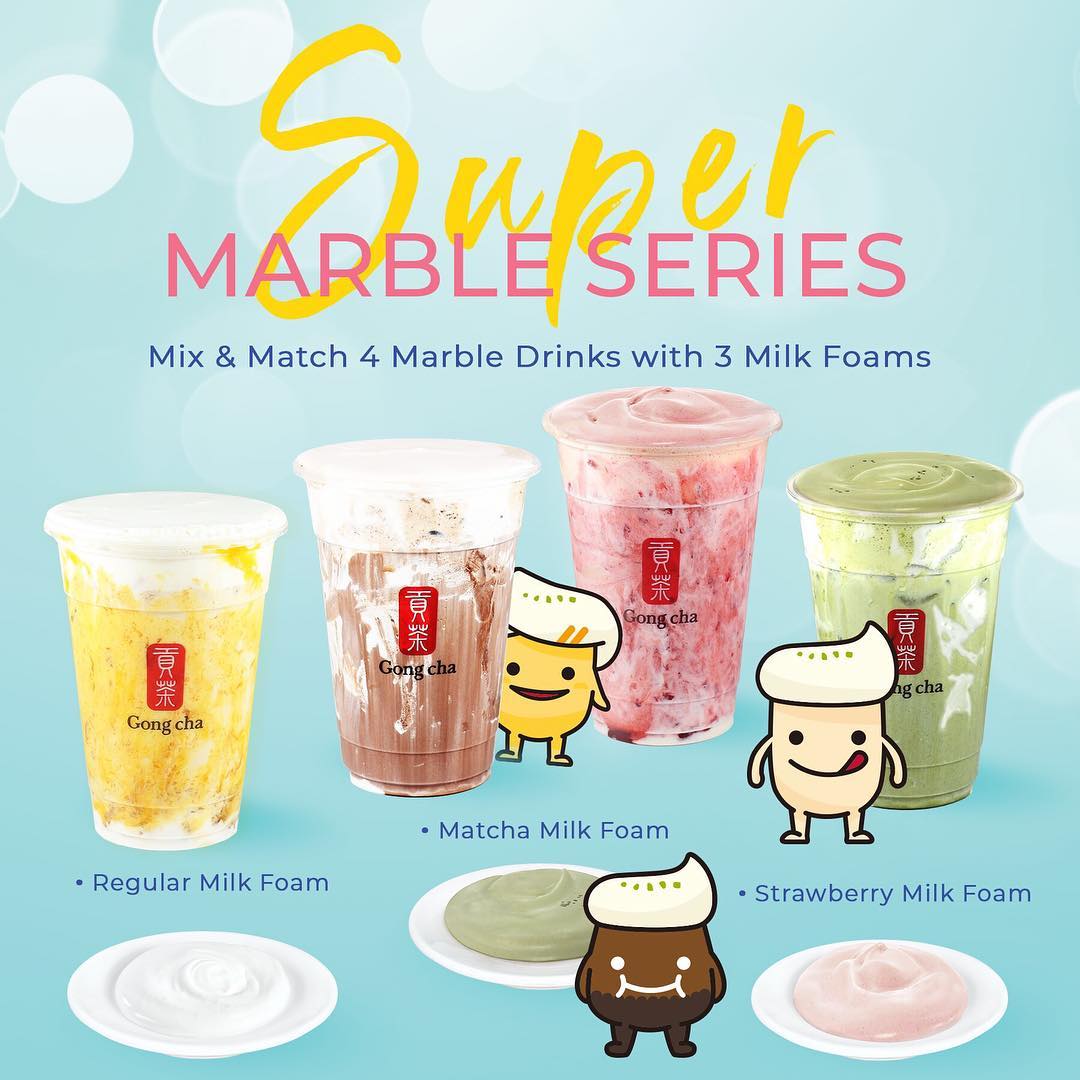 Super
MARBLE SERIES
Mix & Match 4 Marble Drinks with 3 Milk Foams
貢茶
Gong cha
貢茶
Gong cha
貢茶
Gong cha
貢茶
ng cha
• Matcha Milk Foam
• Regular Milk Foam
• Strawberry Milk Foam